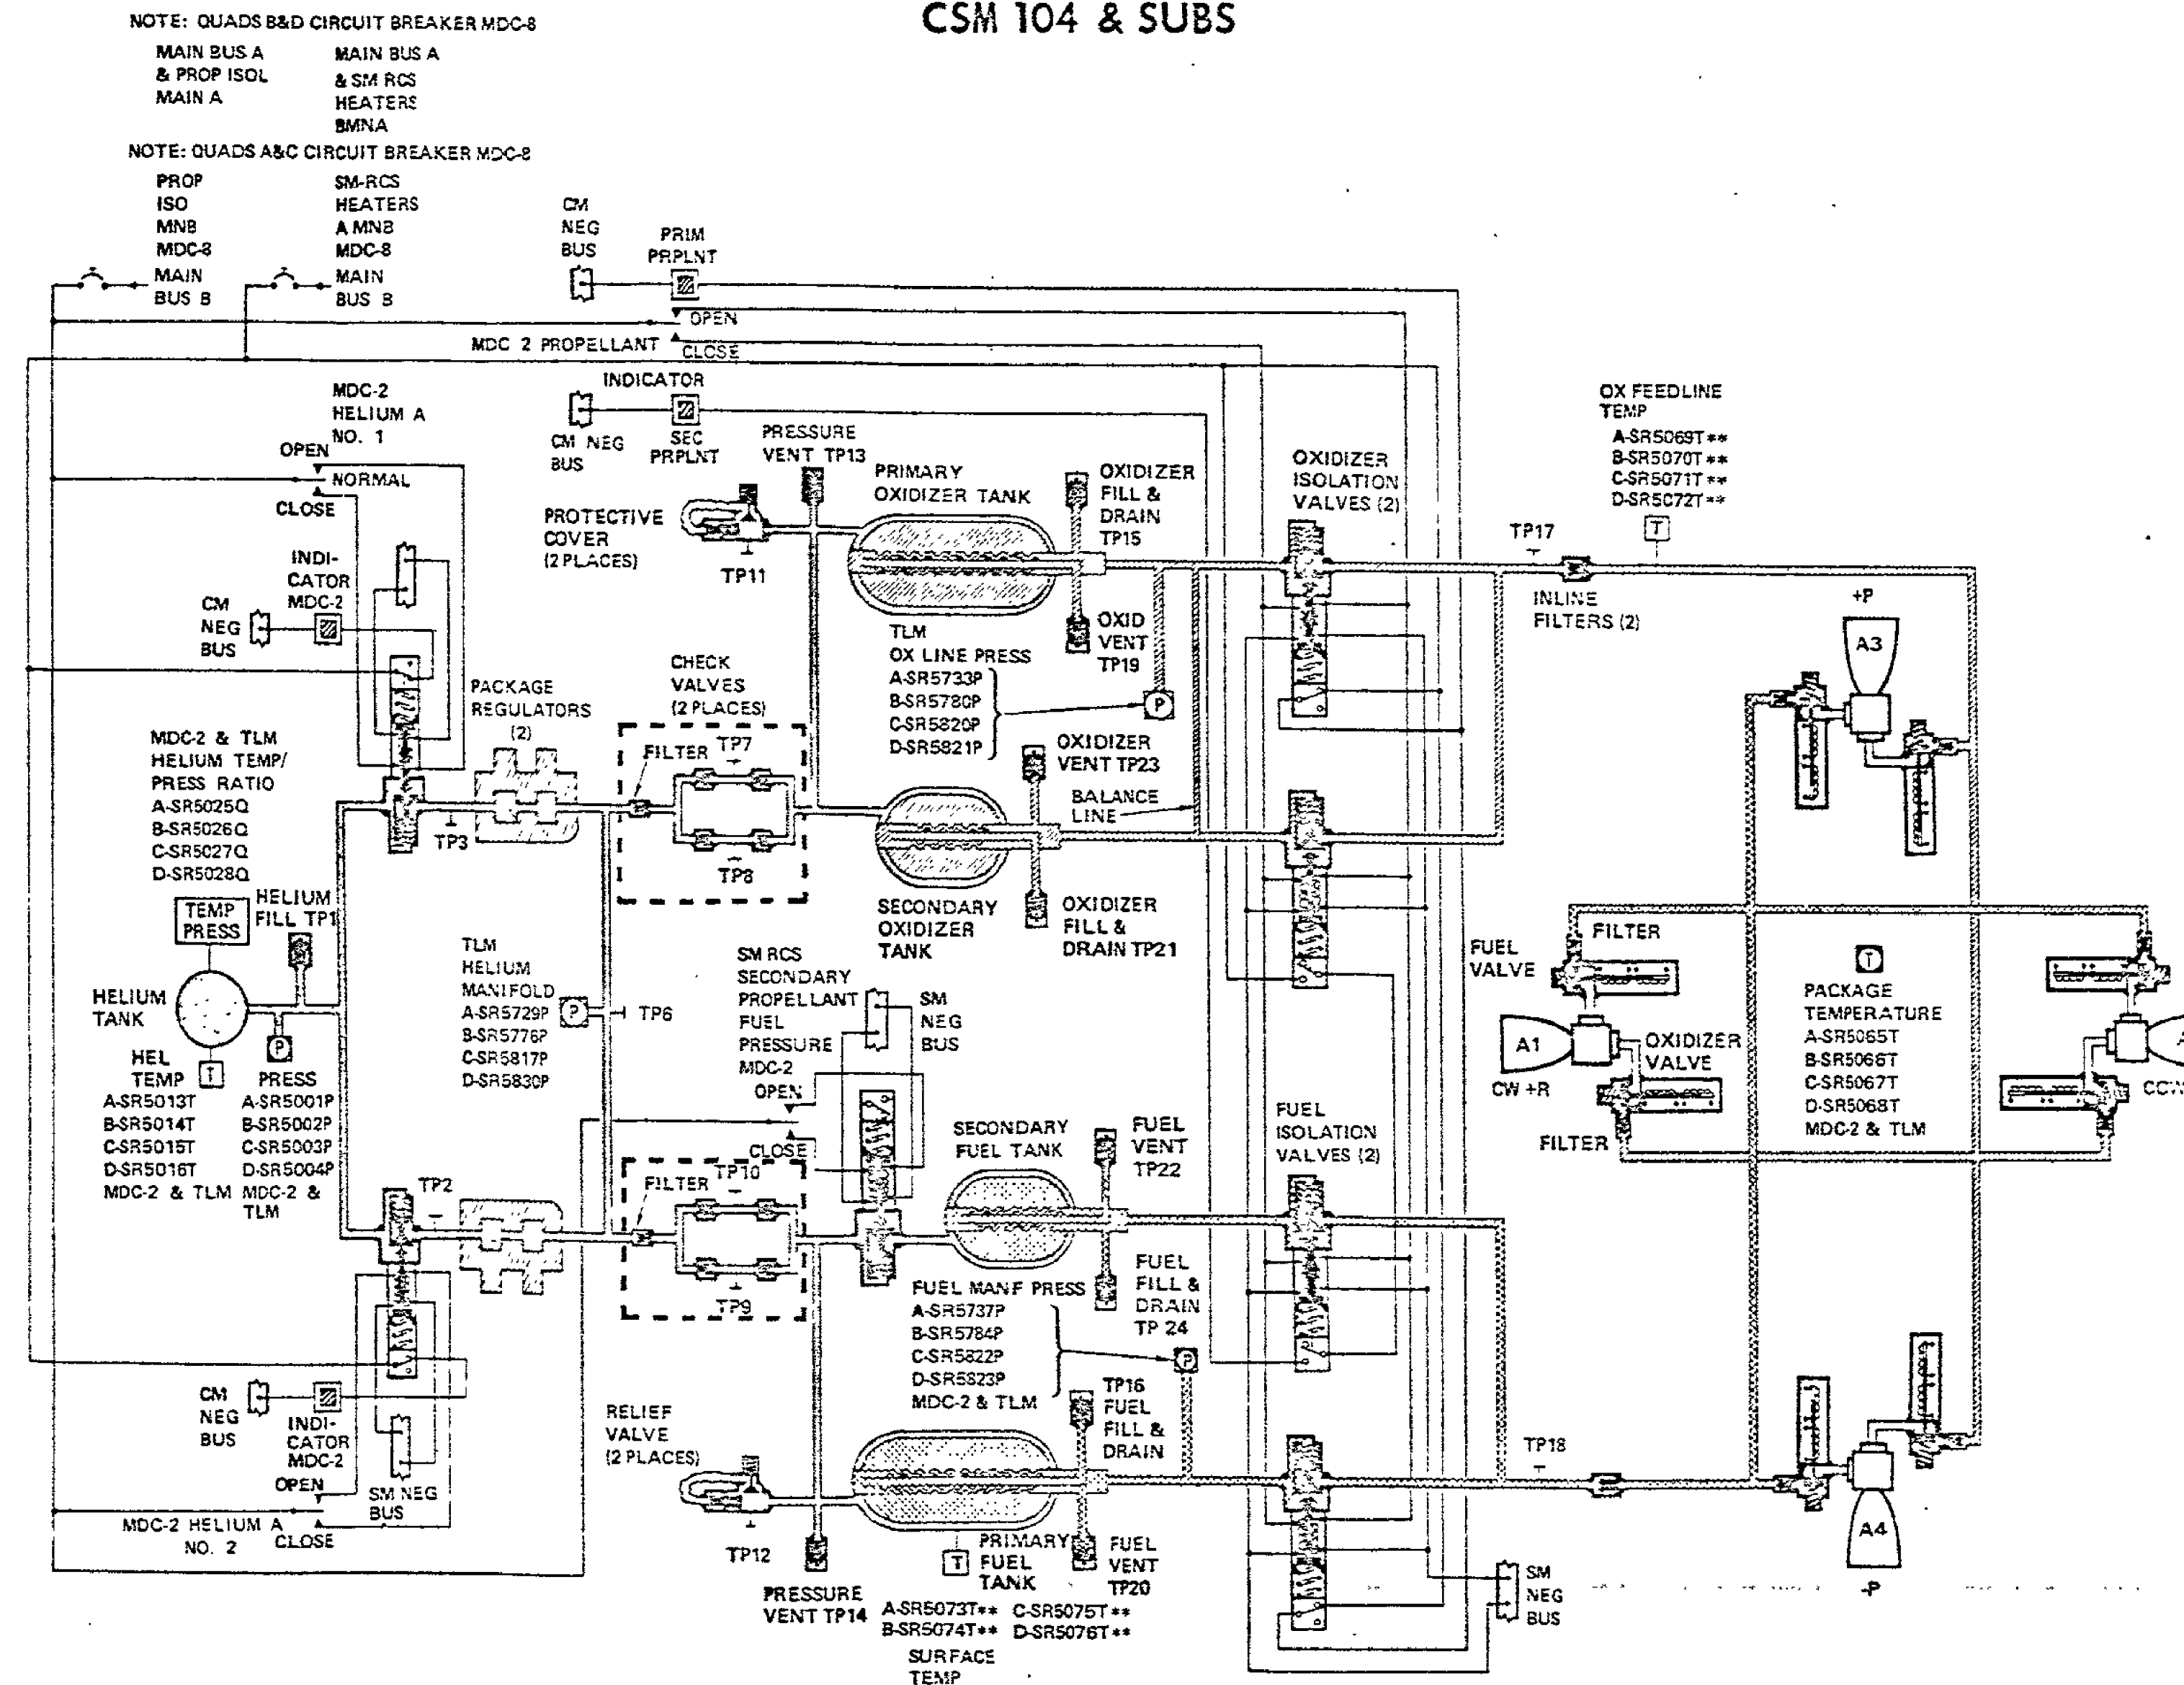 CSM 104 & SUBS
NOTE: QUADS B&D CIRCUIT BREAKER MDC-8
MAIN BUS A
& PROP ISOL
MAIN A
MAIN BUS A
& SM RCS
HEATERS
BMNA
NOTE: QUADS A&C CIRCUIT BREAKER MDC-8
PROP
ISO
MNB
MDC-8
MAIN
BUS B
SM-RCS
HEATERS
A MNB
MDC-8
MAIN
BUS B
CM
NEG
BUS
PRIM
PRPLNT
OPEN
MDC 2 PROPELLANT
CLOSE
INDICATOR
CM NEG
BUS
SEC
PRPLNT
MDC-2
HELIUM A
NO. 1
OPEN
NORMAL
CLOSE
INDI-
CATOR
MDC-2
CM
NEG
BUS
PRESSURE
VENT TP13
PROTECTIVE
COVER
(2 PLACES)
TP11
PRIMARY
OXIDIZER TANK
OXIDIZER
FILL &
DRAIN
TP15
OXIDIZER
ISOLATION
VALVES (2)
OX FEEDLINE
TEMP
A-SR5069T**
B-SR5070T**
C-SR5071T**
D-SR5072T**
T
TP17
INLINE
FILTERS (2)
+P
A3
OXID
VENT
TP19
TLM
OX LINE PRESS
A-SR5733P
B-SR5780P
C-SR5820P
D-SR5821P
P
CHECK
VALVES
(2 PLACES)
PACKAGE
REGULATORS
(2)
FILTER
TP7
TP8
TP3
MDC-2 & TLM
HELIUM TEMP/
PRESS RATIO
A-SR5025Q
B-SR5026Q
C-SR5027Q
D-SR5028Q
TEMP
PRESS
HELIUM
FILL TP1
OXIDIZER
VENT TP23
BALANCE
LINE
SECONDARY
OXIDIZER
TANK
OXIDIZER
FILL &
DRAIN TP21
HELIUM
TANK
HEL
TEMP
T
A-SR5013T
B-SR5014T
C-SR5015T
D-SR5016T
MDC-2 & TLM
P
PRESS
A-SR5001P
B-SR5002P
C-SR5003P
D-SR5004P
MDC-2 &
TLM
TLM
HELIUM
MANIFOLD
A-SR5729P
B-SR5776P
C-SR5817P
D-SR5830P
P
TP6
SM RCS
SECONDARY
PROPELLANT
FUEL
PRESSURE
MDC-2
OPEN
CLOSE
SM
NEG
BUS
FUEL
VALVE
FILTER
A1
CW +R
OXIDIZER
VALVE
FILTER
T
PACKAGE
TEMPERATURE
A-SR5065T
B-SR5066T
C-SR5067T
D-SR5068T
MDC-2 & TLM
SECONDARY
FUEL TANK
FUEL
VENT
TP22
FUEL
ISOLATION
VALVES (2)
TP2
FILTER
TP10
TP9
FUEL MANF PRESS
A-SR5737P
B-SR5784P
C-SR5822P
D-SR5823P
MDC-2 & TLM
P
FUEL
FILL &
DRAIN
TP 24
CM
NEG
BUS
INDI-
CATOR
MDC-2
OPEN
SM NEG
BUS
MDC-2 HELIUM A
NO. 2
CLOSE
RELIEF
VALVE
(2 PLACES)
TP12
TP16
FUEL
FILL &
DRAIN
TP18
PRESSURE
VENT TP14
T
PRIMARY
FUEL
TANK
FUEL
VENT
TP20
A-SR5073T** C-SR5075T**
B-SR5074T** D-SR5076T**
SURFACE
TEMP
SM
NEG
BUS
A4
-P